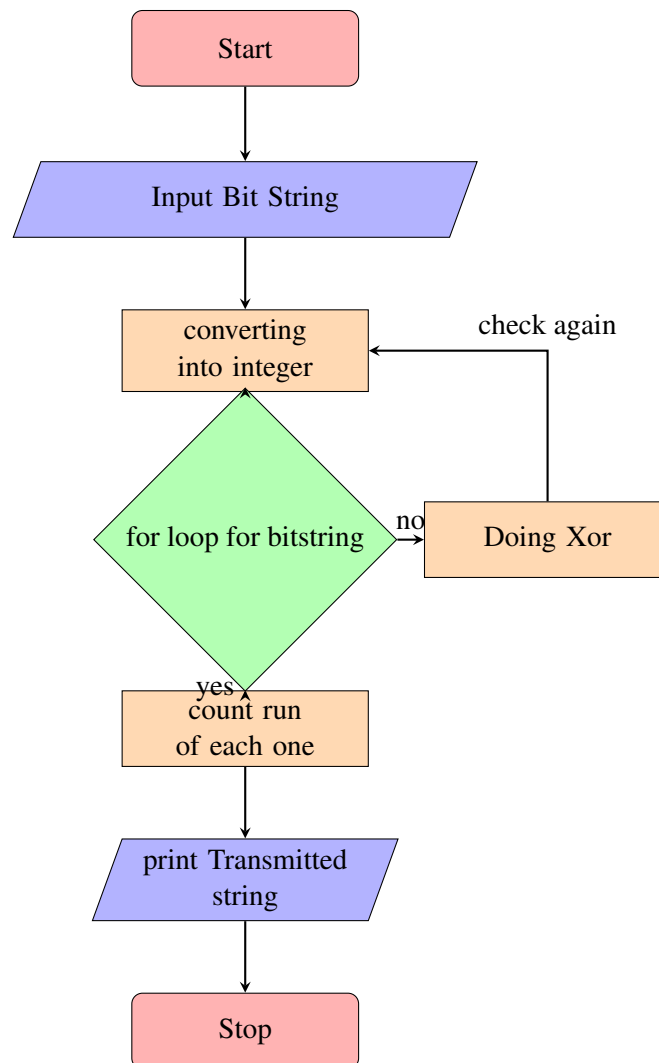 Start
Input Bit String
converting
into integer
check again
for loop for bitstring
no
Doing Xor
yes
count run
of each one
print Transmitted
string
Stop